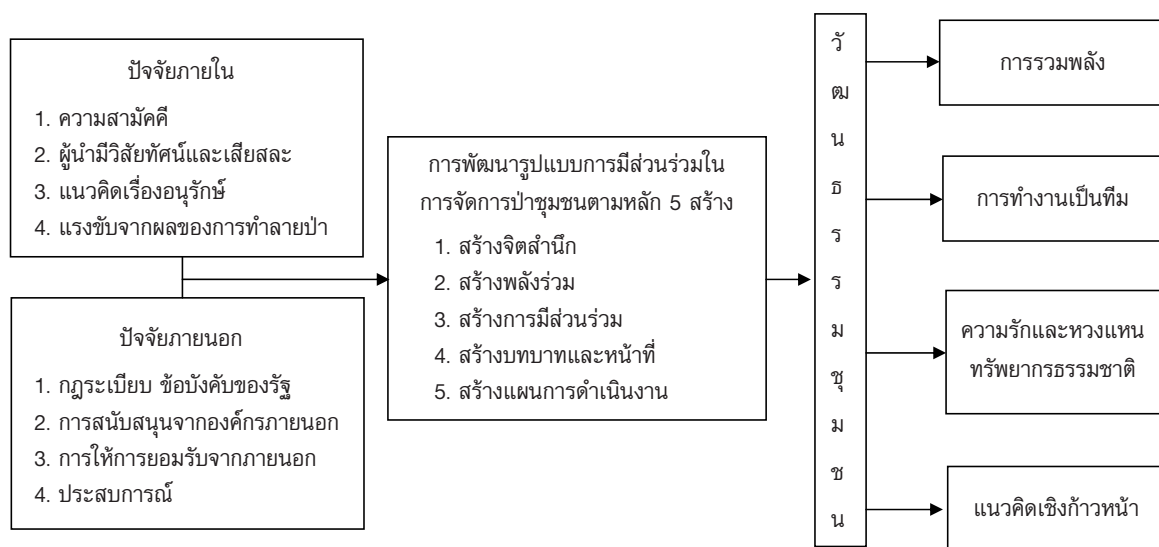 ปัจจัยภายใน
1. ความสามัคคี
2. ผู้นำมีวิสัยทัศน์และเสียสละ
3. แนวคิดเรื่องอนุรักษ์
4. แรงขับจากผลของการทำลายป่า
ปัจจัยภายนอก
1. กฎระเบียบ ข้อบังคับของรัฐ
2. การสนับสนุนจากองค์กรภายนอก
3. การให้การยอมรับจากภายนอก
4. ประสบการณ์
การพัฒนารูปแบบการมีส่วนร่วมใน
การจัดการป่าชุมชนตามหลัก 5 สร้าง
1. สร้างจิตสำนึก
2. สร้างพลังร่วม
3. สร้างการมีส่วนร่วม
4. สร้างบทบาทและหน้าที่
5. สร้างแผนการดำเนินงาน
วั
ฒ
น
ธ
ร
ร
ม
ชุ
ม
ช
น
การรวมพลัง
การทำงานเป็นทีม
ความรักและหวงแหน
ทรัพยากรธรรมชาติ
แนวคิดเชิงก้าวหน้า